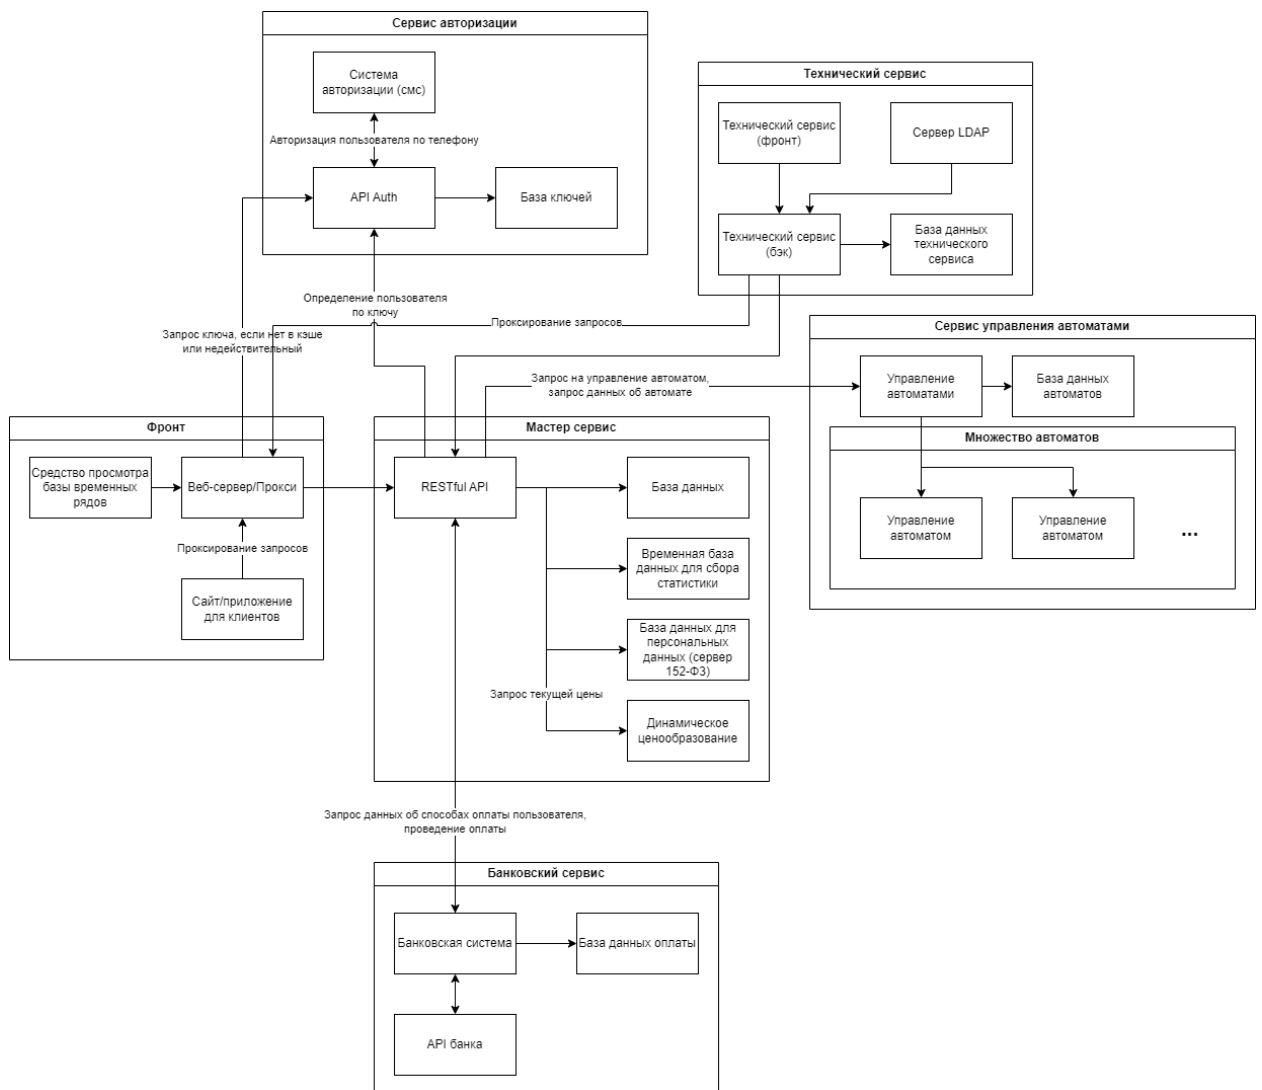 Сервис авторизации
Система
авторизации (смс)
Авторизация пользователя по телефону
API Auth
База ключей
Технический сервис
Технический сервис
(фронт)
Сервер LDAP
Технический сервис
(бэк)
База данных
технического
сервиса
Определение пользователя
по ключу
Запрос ключа, если нет в кэше
или недействительный
Проксирование запросов
Запрос на управление автоматом,
запрос данных об автомате
Сервис управления автоматами
Управление
автоматами
База данных
автоматов
Множество автоматов
Управление
автоматом
Управление
автоматом
...
Фронт
Средство просмотра
базы временных
рядов
Веб-сервер/Прокси
Проксирование запросов
Сайт/приложение
для клиентов
Мастер сервис
RESTful API
База данных
Временная база
данных для сбора
статистики
База данных для
персональных
данных (сервер
152-ФЗ)
Запрос текущей цены
Динамическое
ценообразование
Запрос данных об способах оплаты пользователя,
проведение оплаты
Банковский сервис
Банковская система
База данных оплаты
API банка